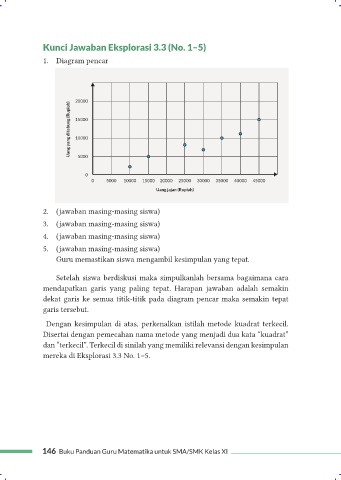 Kunci Jawaban Eksplorasi 3.3 (No. 1–5)
1. Diagram pencar
Uang yang ditabung (Rupiah)
20000
15000
10000
5000
0
0 5000 10000 15000 20000 25000 30000 35000 40000 45000
Uang jajan (Rupiah)
2. (jawaban masing-masing siswa)
3. (jawaban masing-masing siswa)
4. (jawaban masing-masing siswa)
5. (jawaban masing-masing siswa)
Guru memastikan siswa mengambil kesimpulan yang tepat.
Setelah siswa berdiskusi maka simpulkanlah bersama bagaimana cara
mendapatkan garis yang paling tepat. Harapan jawaban adalah semakin
dekat garis ke semua titik-titik pada diagram pencar maka semakin tepat
garis tersebut.
Dengan kesimpulan di atas, perkenalkan istilah metode kuadrat terkecil.
Disertai dengan pemecahan nama metode yang menjadi dua kata “kuadrat”
dan “terkecil”. Terkecil di sinilah yang memiliki relevansi dengan kesimpulan
mereka di Eksplorasi 3.3 No. 1–5.
146 Buku Panduan Guru Matematika untuk SMA/SMK Kelas XI